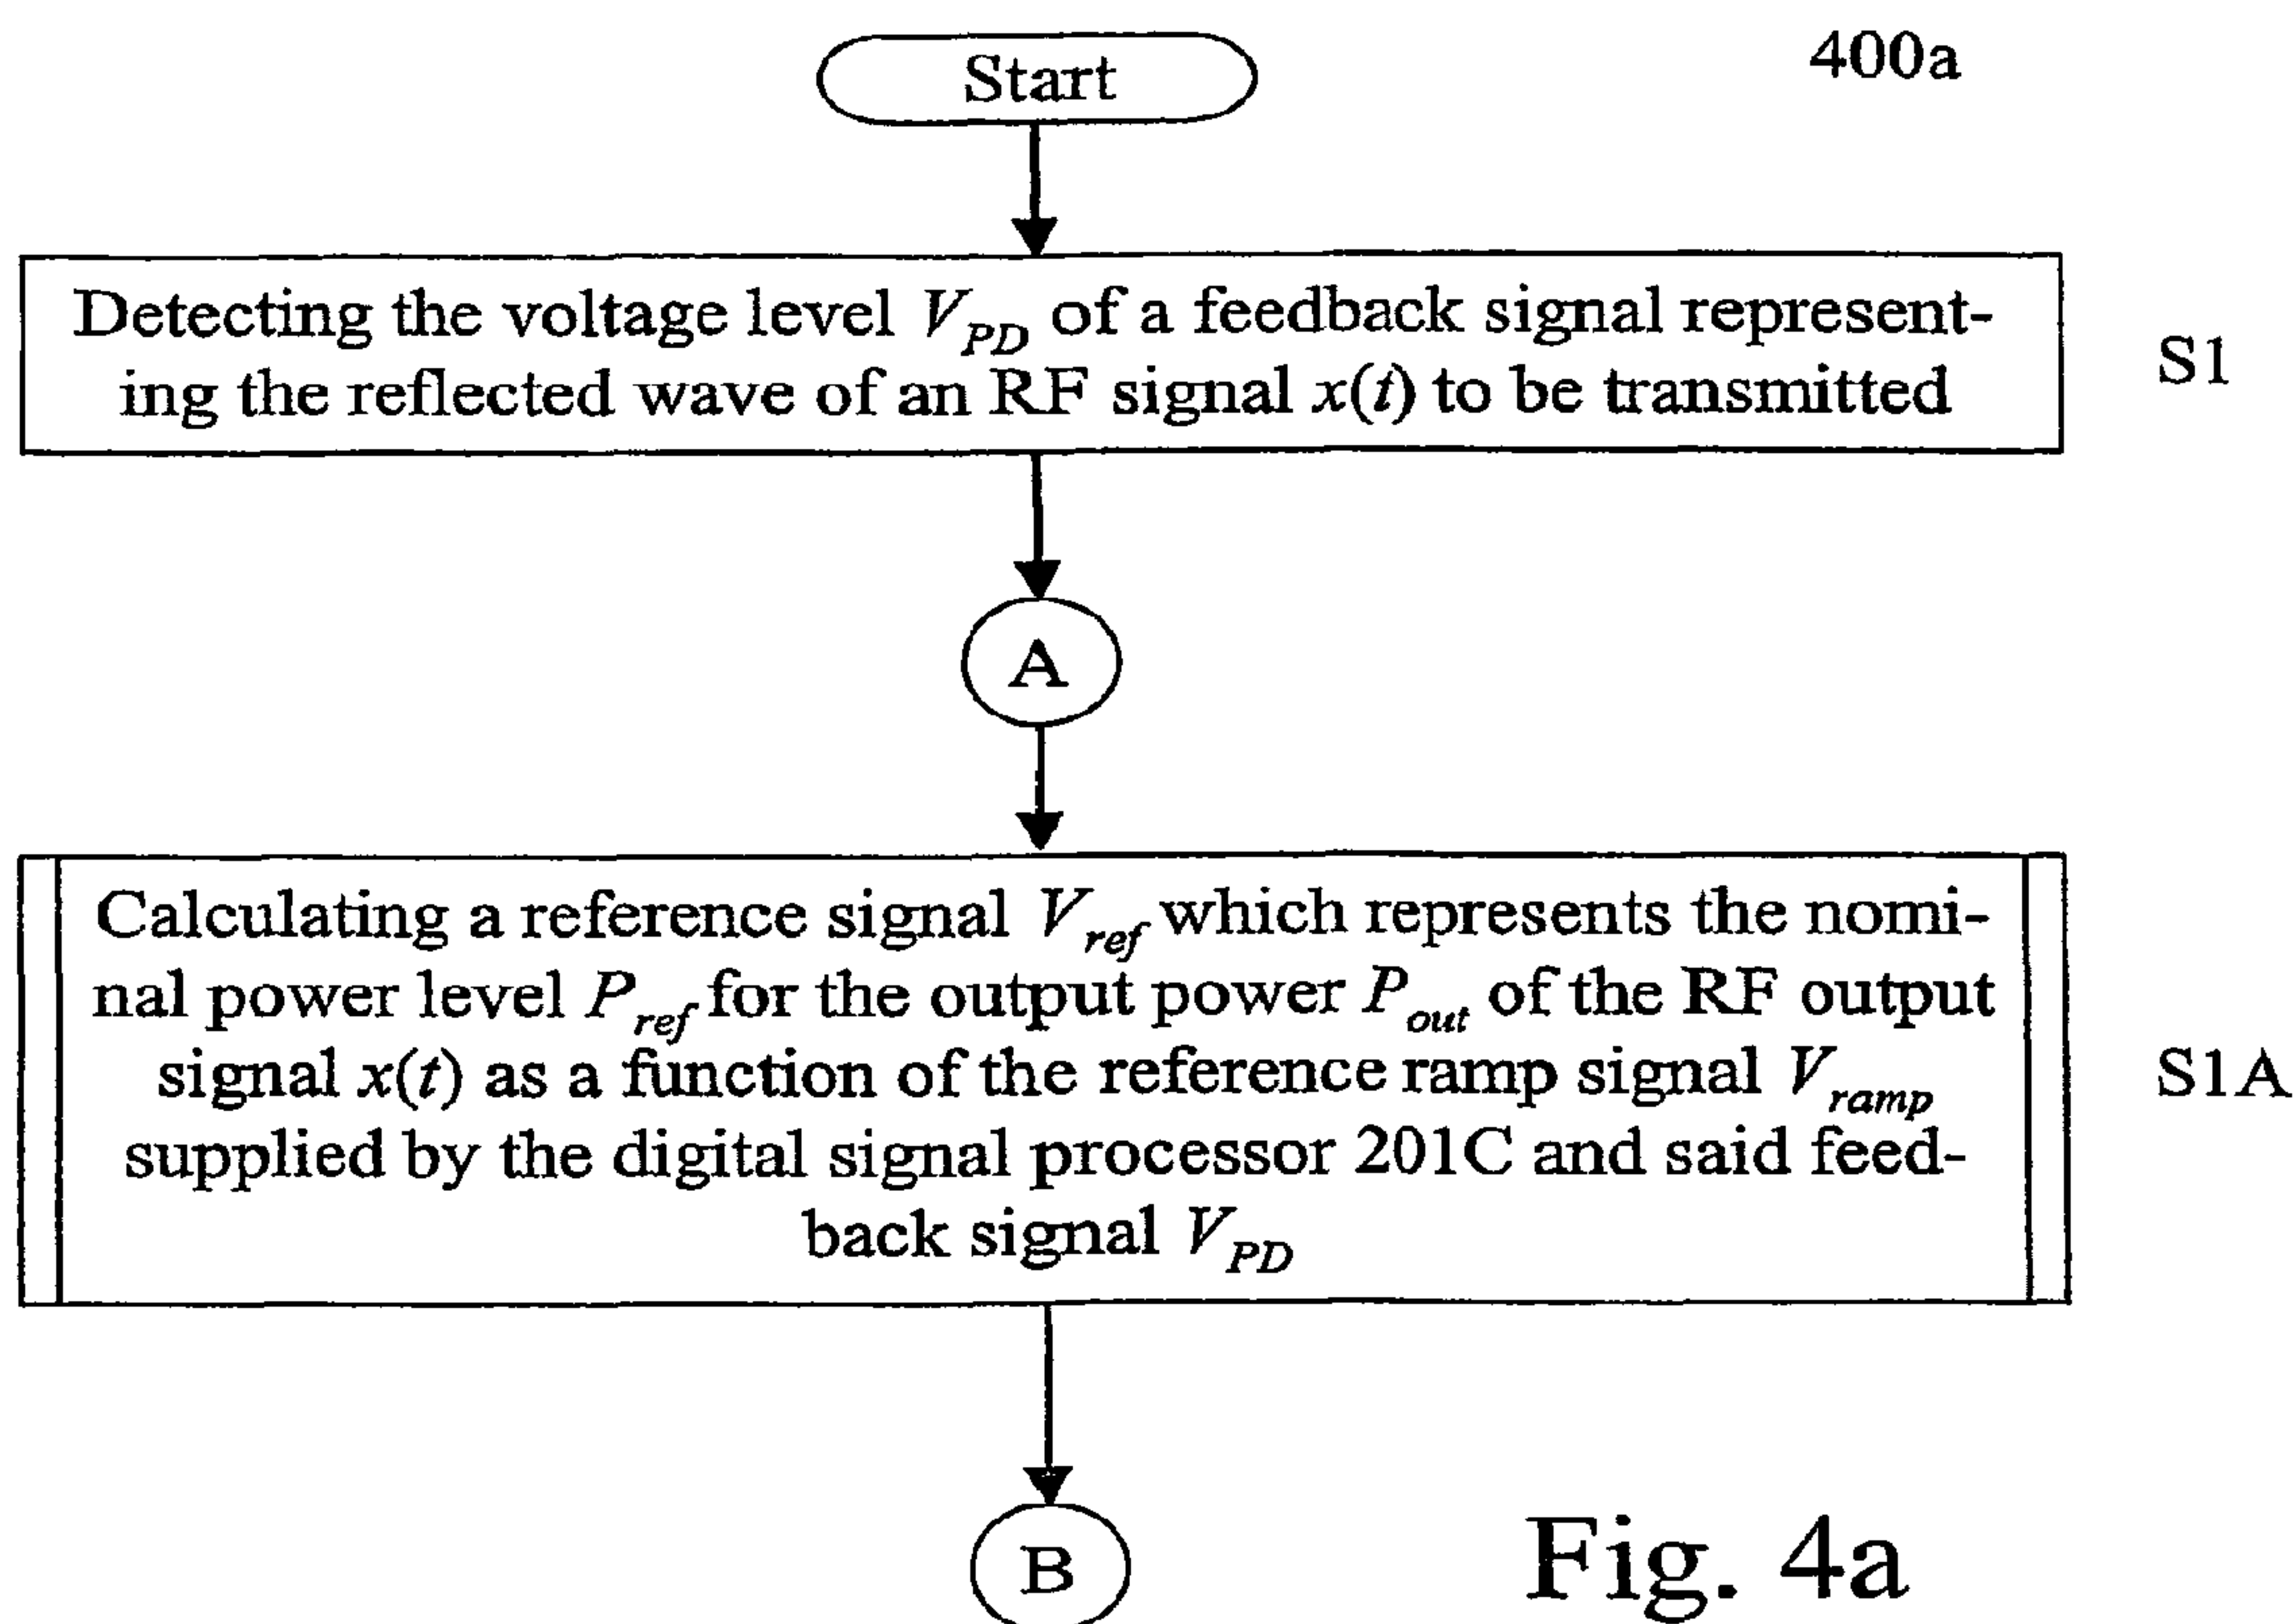 400a
Start
Detecting the voltage level V_PD of a feedback signal represent-
ing the reflected wave of an RF signal x(t) to be transmitted
S1
A
Calculating a reference signal V_ref which represents the nomi-
nal power level P_ref for the output power P_out of the RF output
signal x(t) as a function of the reference ramp signal V_ramp
supplied by the digital signal processor 201C and said feed-
back signal V_PD
S1A
B
Fig. 4a